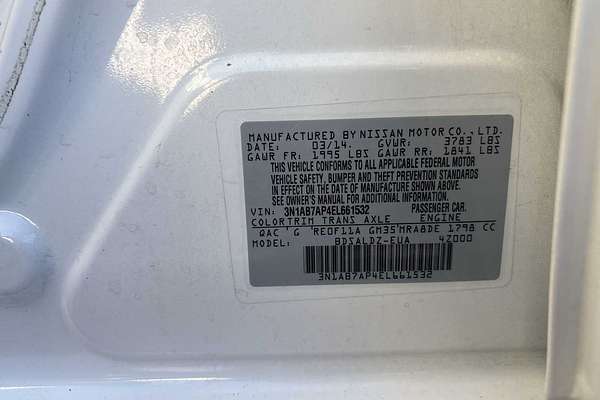 MANUFACTURED BY NISSAN MOTOR CO., LTD.
DATE: 03/14. GVWR: 3783 LBS
GAWR FR: 1995 LBS GAWR RR: 1841 LBS
THIS VEHICLE CONFORMS TO ALL APPLICABLE FEDERAL MOTOR
VEHICLE SAFETY, BUMPER AND THEFT PREVENTION STANDARDS
IN EFFECT ON THE DATE OF MANUFACTURE SHOWN ABOVE.
SEE OWNER'S MANUAL FOR ADDITIONAL INFORMATION.
VIN: 3N1AB7AP4EL661532 PASSENGER CAR.
COLOR TRIM TRANS AXLE ENGINE
QAC ' G ' RE0F11A GM35'MRA8DE 1798 CC
MODEL: BDSALDZ-EUA 4Z000
3N1AB7AP4EL661532